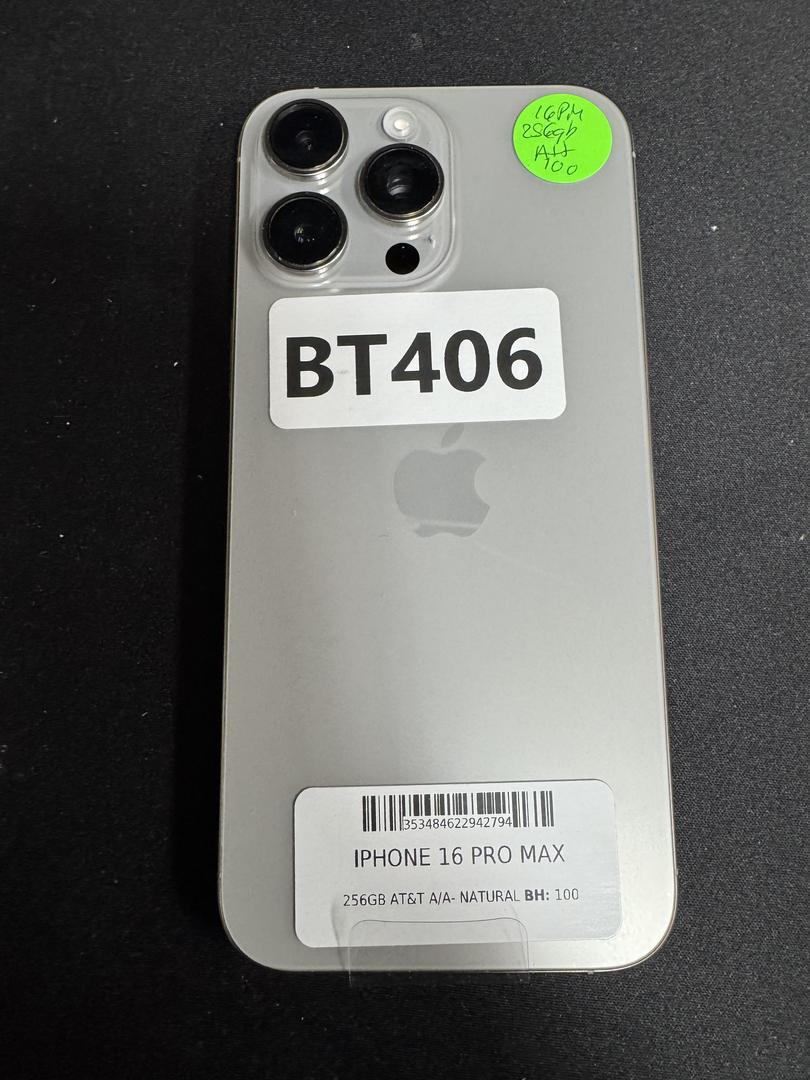 16PM
256gb
Att
100
BT406
353484622942794
IPHONE 16 PRO MAX
256GB AT&T A/A- NATURAL BH: 100